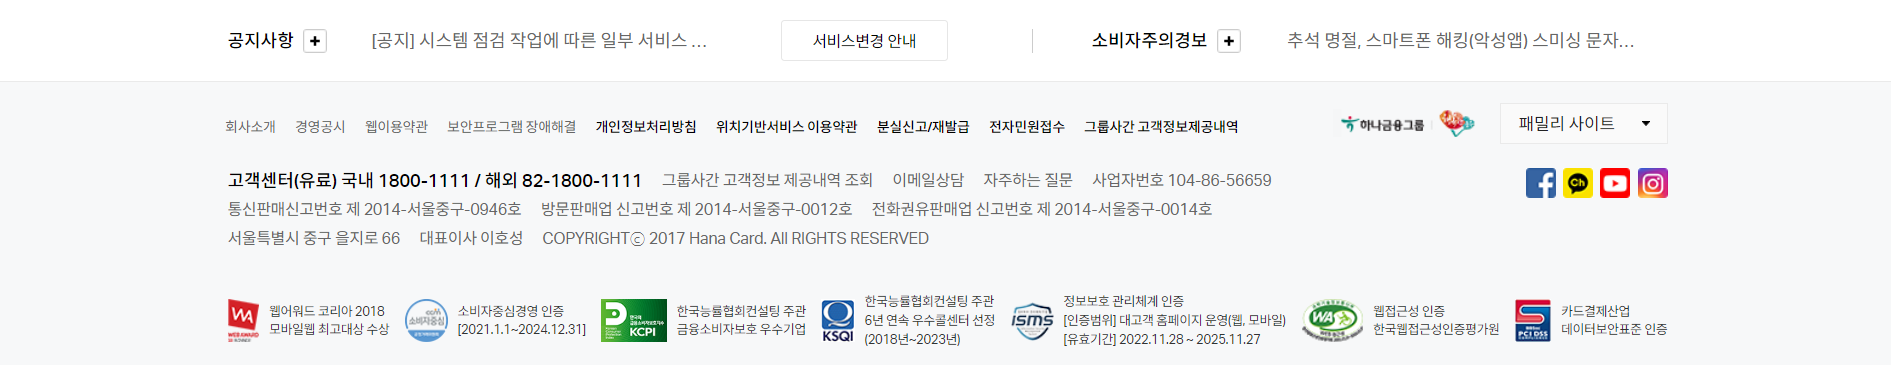 공지사항
[공지] 시스템 점검 작업에 따른 일부 서비스 ...
서비스변경 안내
소비자주의경보
추석 명절, 스마트폰 해킹(악성앱) 스미싱 문자...
회사소개 경영공시 웹이용약관 보안프로그램 장애해결 개인정보처리방침 위치기반서비스 이용약관 분실신고/재발급 전자민원접수 그룹사간 고객정보제공내역
하나금융그룹
패밀리 사이트
고객센터(유료) 국내 1800-1111 / 해외 82-1800-1111 그룹사간 고객정보 제공내역 조회 이메일상담 자주하는 질문 사업자번호 104-86-56659
Ch
통신판매신고번호 제 2014-서울중구-0946호 방문판매업 신고번호 제 2014-서울중구-0012호 전화권유판매업 신고번호 제 2014-서울중구-0014호
서울특별시 중구 을지로 66 대표이사 이호성 COPYRIGHTⓒ 2017 Hana Card. All RIGHTS RESERVED
WA
WEB AWARD
웹어워드 코리아 2018
모바일웹 최고대상 수상
CCM
소비자중심
소비자중심경영 인증
[2021.1.1~2024.12.31]
KCPI
한국능률협회컨설팅 주관
금융소비자보호 우수기업
KSQI
한국능률협회컨설팅 주관
6년 연속 우수콜센터 선정
(2018년~2023년)
ISMS
정보보호 관리체계 인증
[인증범위] 대고객 홈페이지 운영(웹, 모바일)
[유효기간] 2022.11.28 ~ 2025.11.27
WA
웹접근성 인증
한국웹접근성인증평가원
PCI DSS
카드결제산업
데이터보안표준 인증